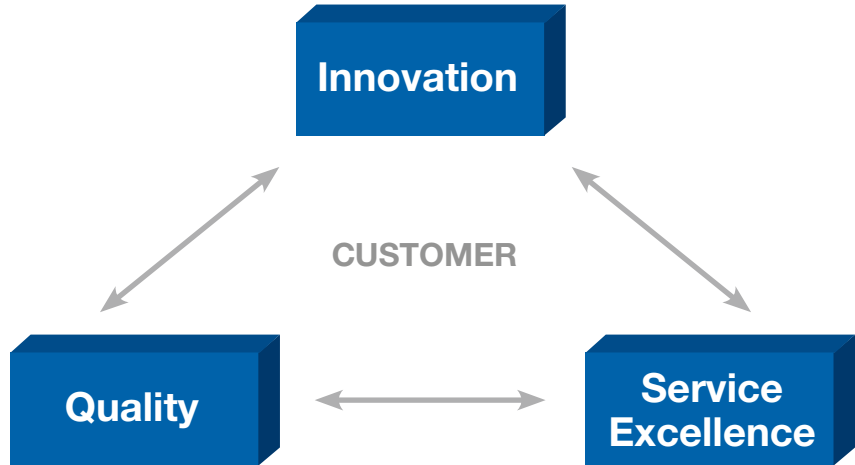 Innovation
CUSTOMER
Quality
Service
Excellence